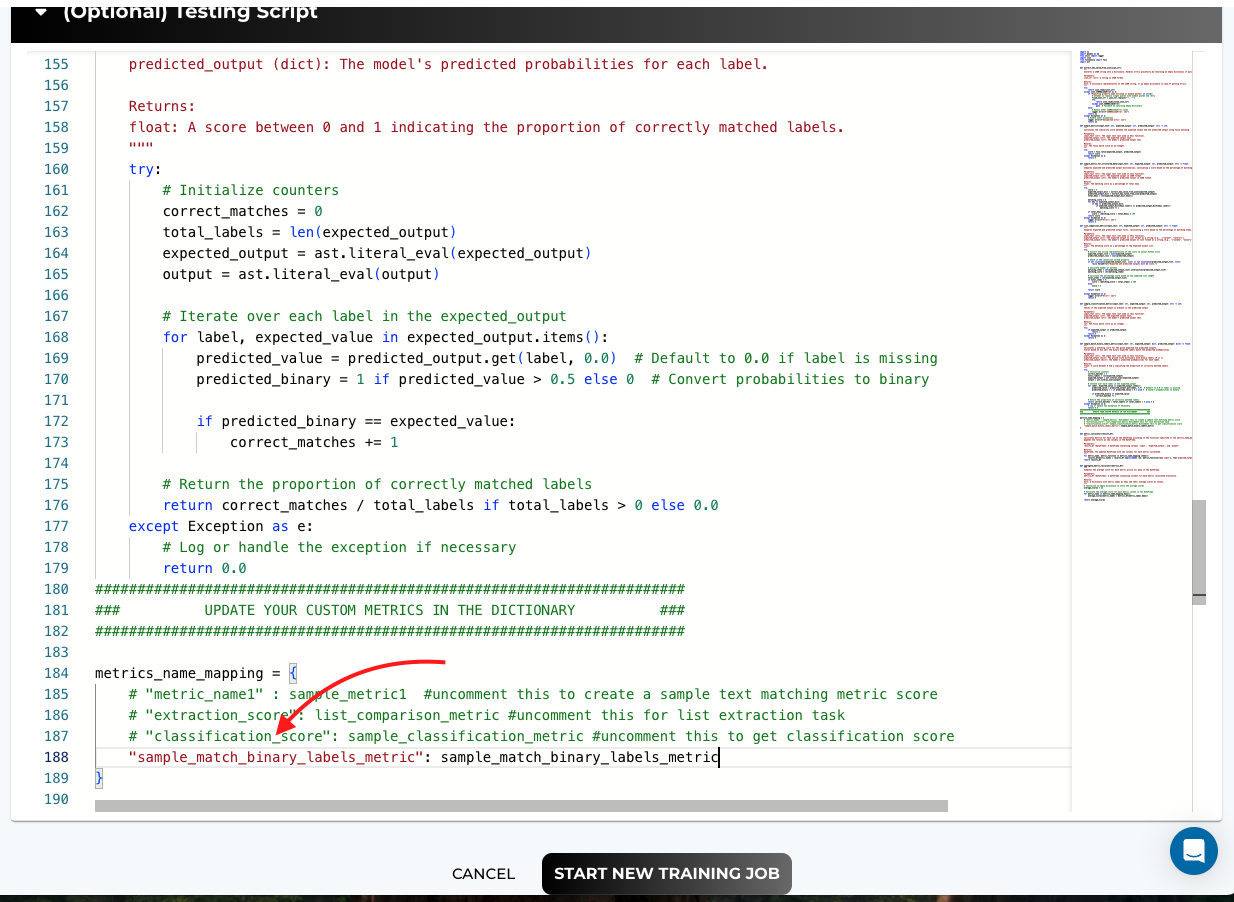 (Optional) Testing Script
155 predicted_output (dict): The model's predicted probabilities for each label.
156
157 Returns:
158 float: A score between 0 and 1 indicating the proportion of correctly matched labels.
159 """
160 try:
161 # Initialize counters
162 correct_matches = 0
163 total_labels = len(expected_output)
164 expected_output = ast.literal_eval(expected_output)
165 output = ast.literal_eval(output)
166
167 # Iterate over each label in the expected_output
168 for label, expected_value in expected_output.items():
169 predicted_value = predicted_output.get(label, 0.0)  # Default to 0.0 if label is missing
170 predicted_binary = 1 if predicted_value > 0.5 else 0  # Convert probabilities to binary
171
172 if predicted_binary == expected_value:
173 correct_matches += 1
174
175 # Return the proportion of correctly matched labels
176 return correct_matches / total_labels if total_labels > 0 else 0.0
177 except Exception as e:
178 # Log or handle the exception if necessary
179 return 0.0
180 ######################################################################
181 ###          UPDATE YOUR CUSTOM METRICS IN THE DICTIONARY          ###
182 ######################################################################
183
184 metrics_name_mapping = {
185 # "metric_name1" : sample_metric1  #uncomment this to create a sample text matching metric score
186 # "extraction_score": list_comparison_metric #uncomment this for list extraction task
187 # "classification_score": sample_classification_metric #uncomment this to get classification score
188 "sample_match_binary_labels_metric": sample_match_binary_labels_metric
189 }
190
CANCEL
START NEW TRAINING JOB